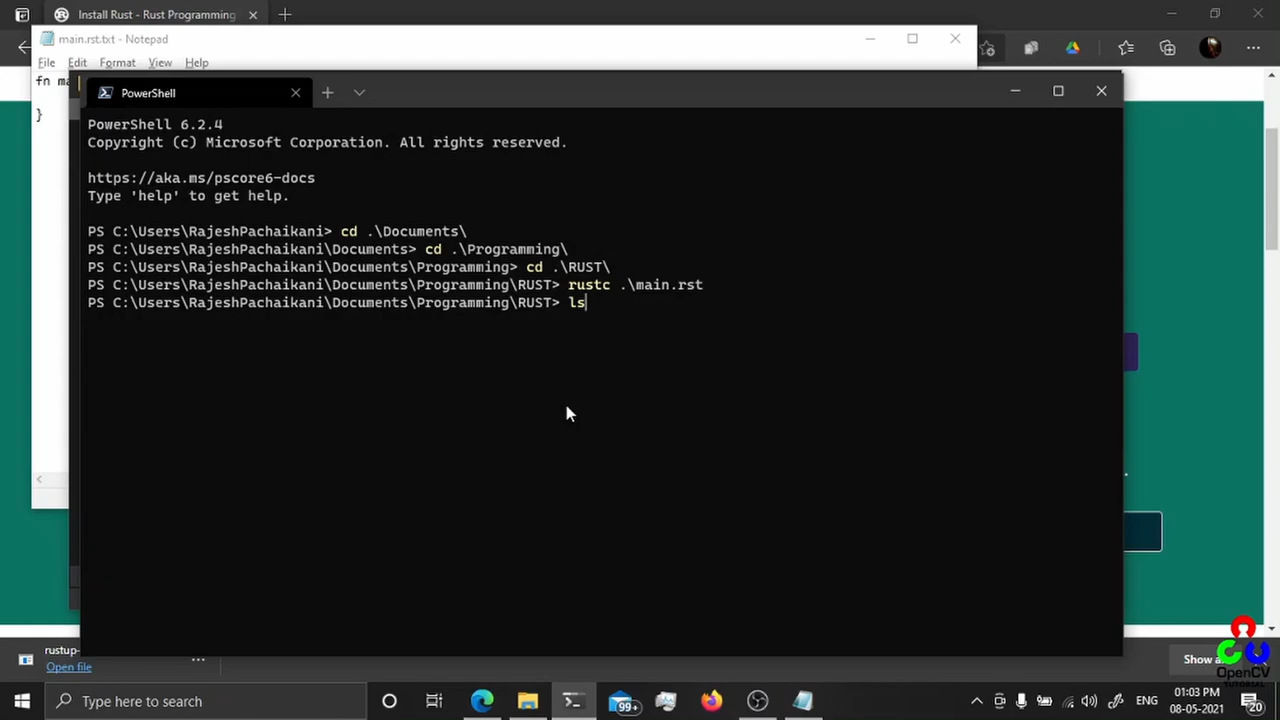 Install Rust - Rust Programming
main.rst.txt - Notepad
File Edit Format View Help
fn ma
}
PowerShell
PowerShell 6.2.4
Copyright (c) Microsoft Corporation. All rights reserved.
https://aka.ms/pscore6-docs
Type 'help' to get help.
PS C:\Users\RajeshPachaikani> cd .\Documents\
PS C:\Users\RajeshPachaikani\Documents> cd .\Programming\
PS C:\Users\RajeshPachaikani\Documents\Programming> cd .\RUST\
PS C:\Users\RajeshPachaikani\Documents\Programming\RUST> rustc .\main.rst
PS C:\Users\RajeshPachaikani\Documents\Programming\RUST> ls
rustup-
Open file
Show a
OpenCV
TUTORIAL
Type here to search
99+
ENG
01:03 PM
08-05-2021
20